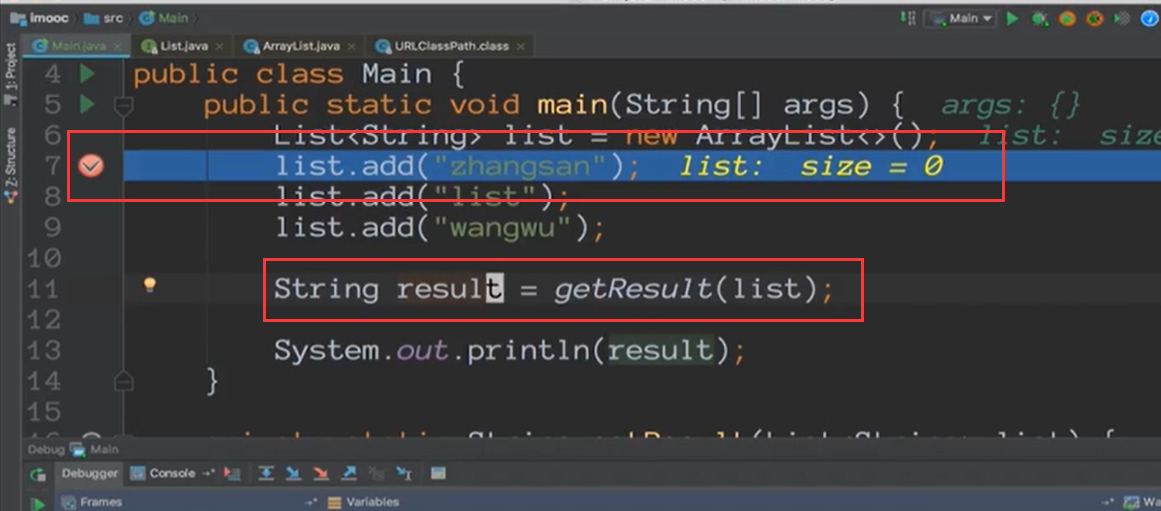 imooc src Main Main
Main.java List.java ArrayList.java URLClassPath.class
1: Project
Z: Structure
4 public class Main {
5 public static void main(String[] args) { args: {}
6 List<String> list = new ArrayList<>(); list: size
7 list.add("zhangsan"); list: size = 0
8 list.add("list");
9 list.add("wangwu");
10
11 String result = getResult(list);
12
13 System.out.println(result);
14 }
15
Debug Main
Debugger Console
Frames Variables